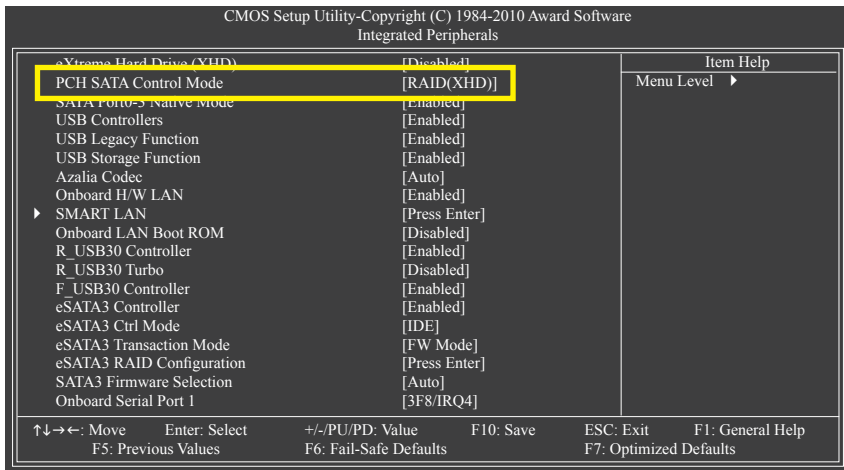 CMOS Setup Utility-Copyright (C) 1984-2010 Award Software
Integrated Peripherals
eXtreme Hard Drive (XHD) [Disabled]
PCH SATA Control Mode [RAID(XHD)]
SATA Port0-3 Native Mode [Enabled]
USB Controllers [Enabled]
USB Legacy Function [Enabled]
USB Storage Function [Enabled]
Azalia Codec [Auto]
Onboard H/W LAN [Enabled]
SMART LAN [Press Enter]
Onboard LAN Boot ROM [Disabled]
R_USB30 Controller [Enabled]
R_USB30 Turbo [Disabled]
F_USB30 Controller [Enabled]
eSATA3 Controller [Enabled]
eSATA3 Ctrl Mode [IDE]
eSATA3 Transaction Mode [FW Mode]
eSATA3 RAID Configuration [Press Enter]
SATA3 Firmware Selection [Auto]
Onboard Serial Port 1 [3F8/IRQ4]
Item Help
Menu Level
↑↓→←: Move Enter: Select +/-/PU/PD: Value F10: Save ESC: Exit F1: General Help
F5: Previous Values F6: Fail-Safe Defaults F7: Optimized Defaults